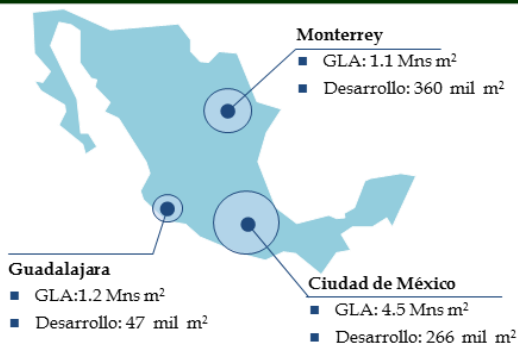 Monterrey
■ GLA: 1.1 Mns m²
■ Desarrollo: 360 mil m²
Guadalajara
■ GLA:1.2 Mns m²
■ Desarrollo: 47 mil m²
Ciudad de México
■ GLA: 4.5 Mns m²
■ Desarrollo: 266 mil m²